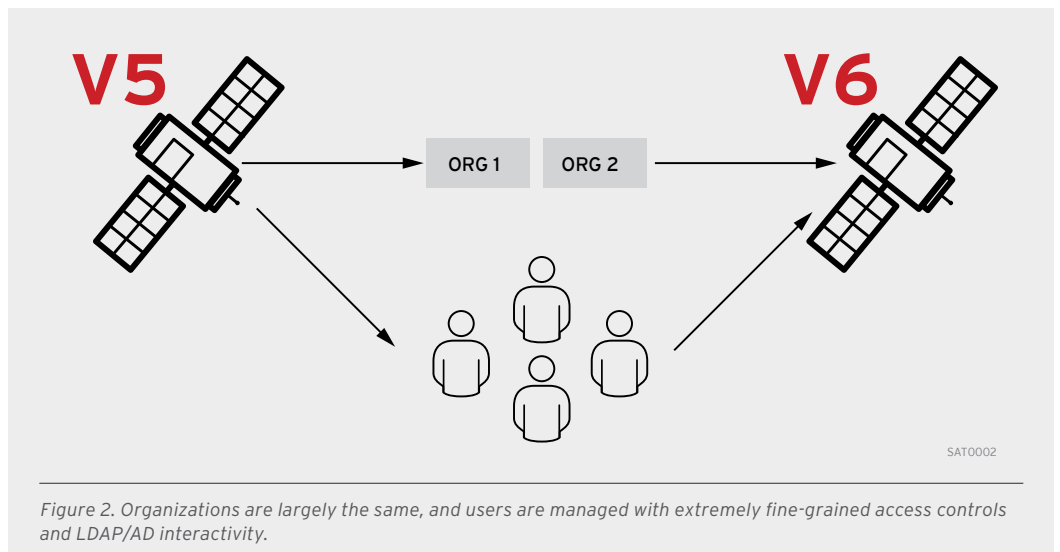 V5
V6
ORG 1
ORG 2
SAT0002
Figure 2. Organizations are largely the same, and users are managed with extremely fine-grained access controls
and LDAP/AD interactivity.